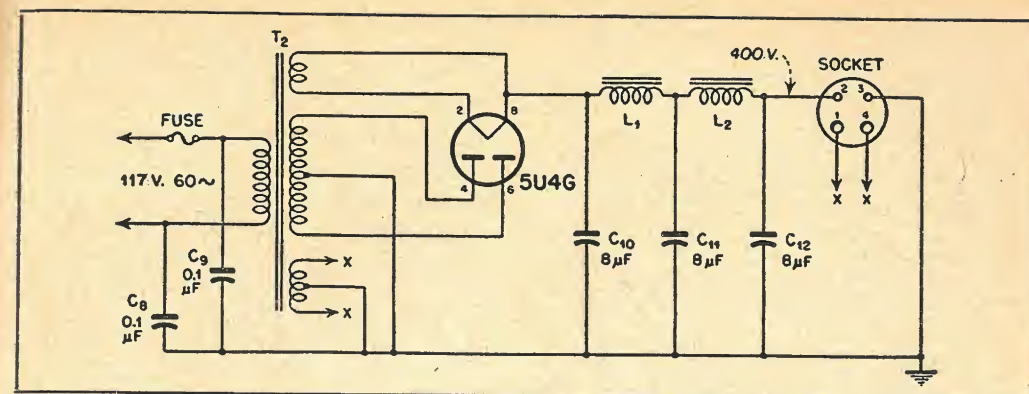 T2
FUSE
117 V. 60~
C9
0.1
µF
C8
0.1
µF
X
X
2
8
4
6
5U4G
L1
L2
400 V.
SOCKET
2
3
1
4
X
X
C10
8µF
C11
8µF
C12
8µF